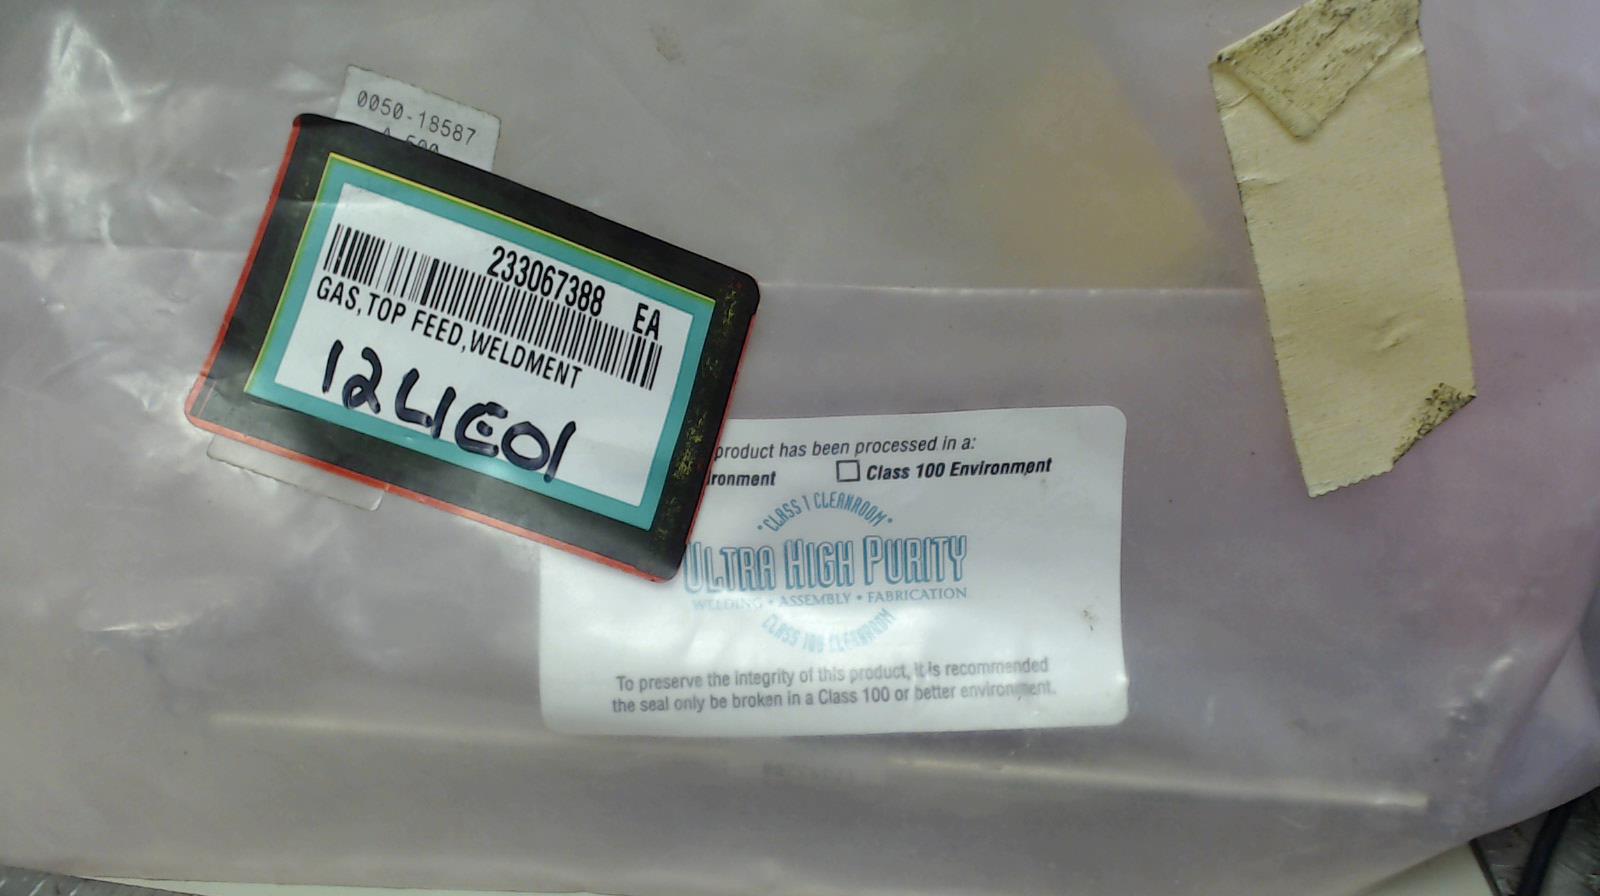 0050-18587
233067388 EA
GAS,TOP FEED,WELDMENT
12L1E01
product has been processed in a:
Class 100 Environment
• CLASS 1 CLEANROOM •
ULTRA HIGH PURITY
WELDING • ASSEMBLY • FABRICATION
CLASS 100 CLEANROOM
To preserve the integrity of this product, it is recommended
the seal only be broken in a Class 100 or better environment.